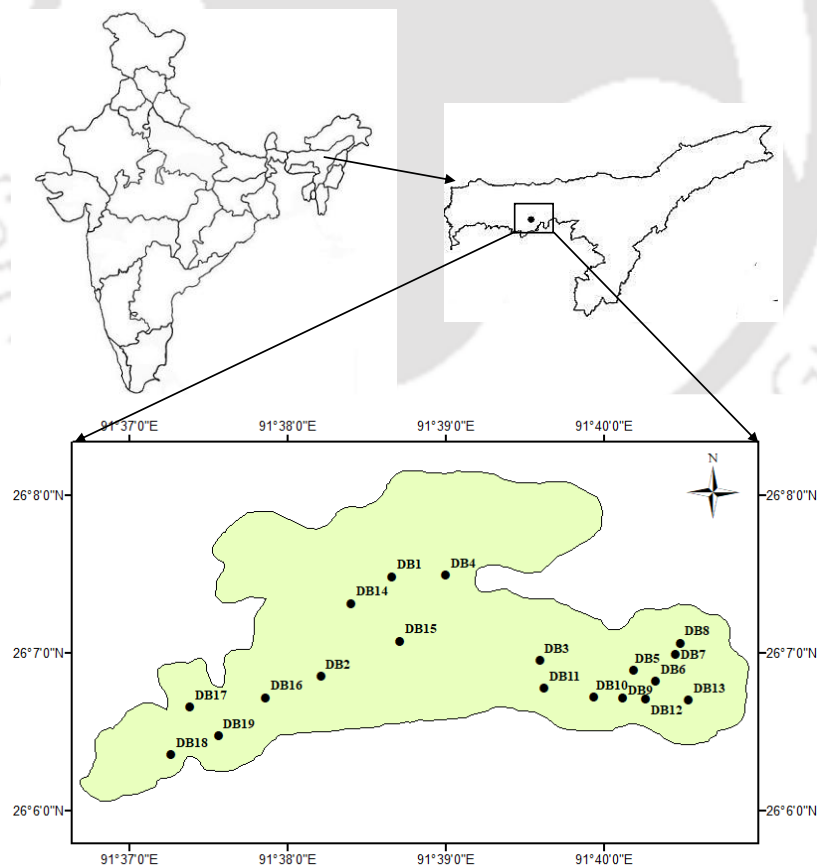 91°37'0"E 91°38'0"E 91°39'0"E 91°40'0"E
N
26°8'0"N 26°8'0"N
DB1 DB4
DB14
DB15
DB8
26°7'0"N 26°7'0"N
DB3 DB7
DB2 DB5
DB11 DB6
DB16 DB10 DB9 DB13
DB17
DB12
DB19
DB18
26°6'0"N 26°6'0"N
91°37'0"E 91°38'0"E 91°39'0"E 91°40'0"E